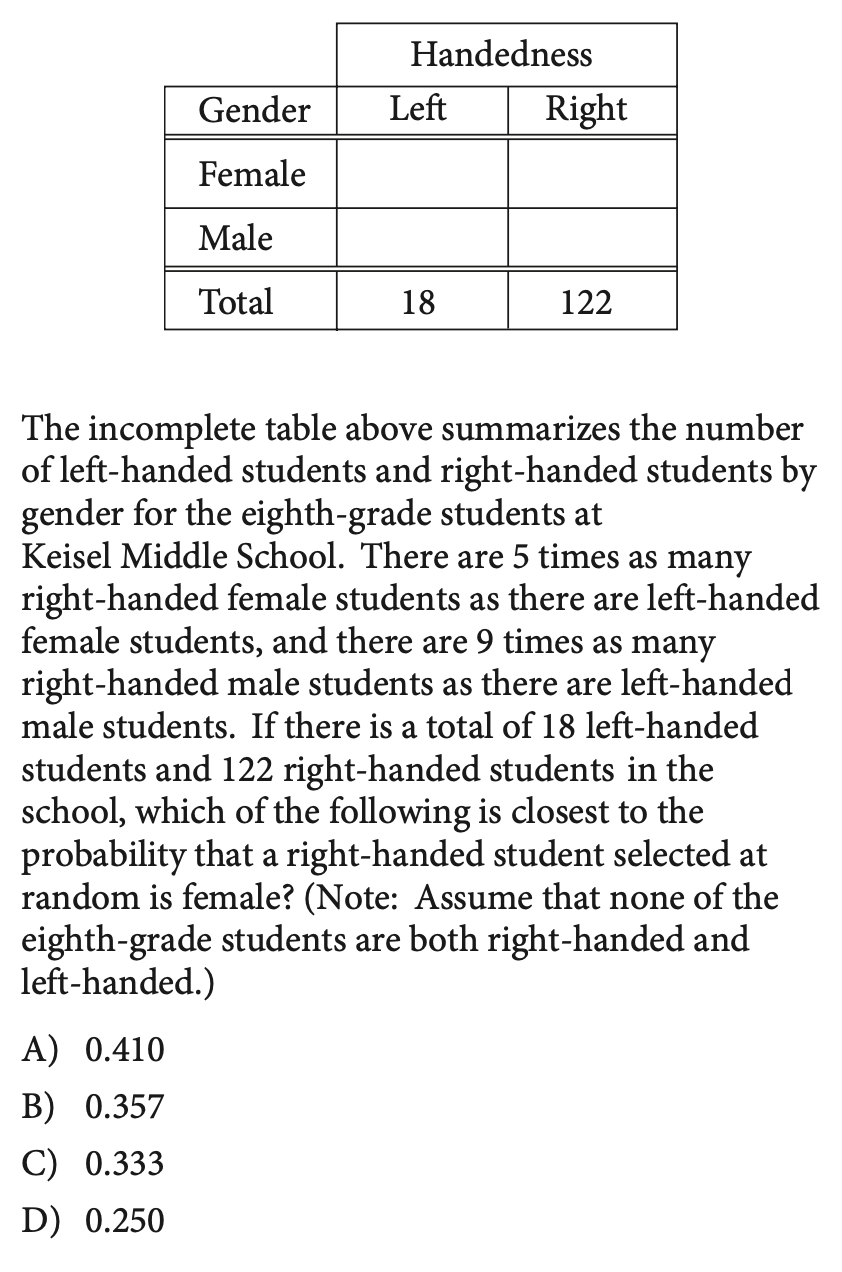 Handedness
Gender Left Right
Female
Male
Total 18 122
The incomplete table above summarizes the number
of left-handed students and right-handed students by
gender for the eighth-grade students at
Keisel Middle School. There are 5 times as many
right-handed female students as there are left-handed
female students, and there are 9 times as many
right-handed male students as there are left-handed
male students. If there is a total of 18 left-handed
students and 122 right-handed students in the
school, which of the following is closest to the
probability that a right-handed student selected at
random is female? (Note: Assume that none of the
eighth-grade students are both right-handed and
left-handed.)
A) 0.410
B) 0.357
C) 0.333
D) 0.250